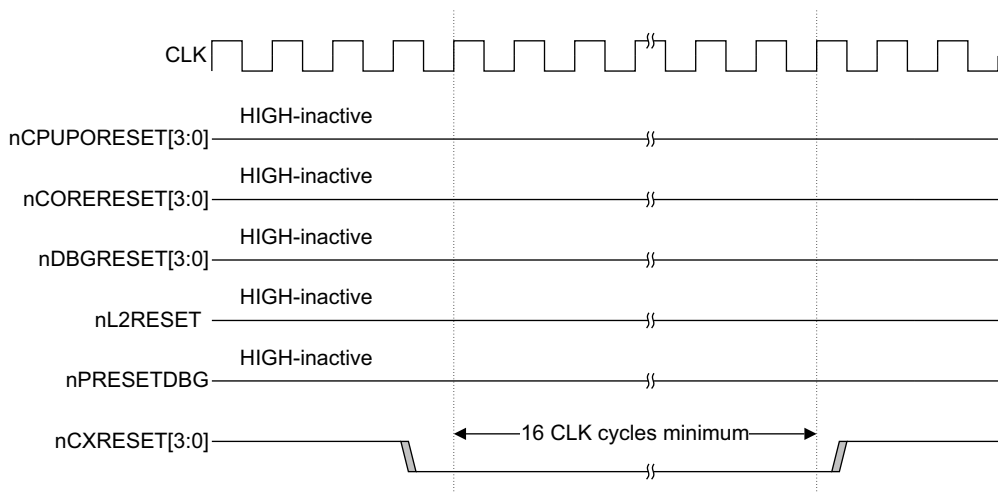 CLK
HIGH-inactive
nCPUPORESET[3:0]
HIGH-inactive
nCORERESET[3:0]
HIGH-inactive
nDBGRESET[3:0]
HIGH-inactive
nL2RESET
HIGH-inactive
nPRESETDBG
nCXRESET[3:0]
16 CLK cycles minimum